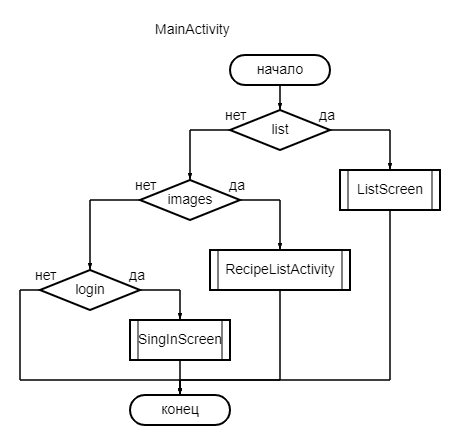 MainActivity
начало
нет
да
list
нет
да
images
ListScreen
нет
да
login
RecipeListActivity
SingInScreen
конец